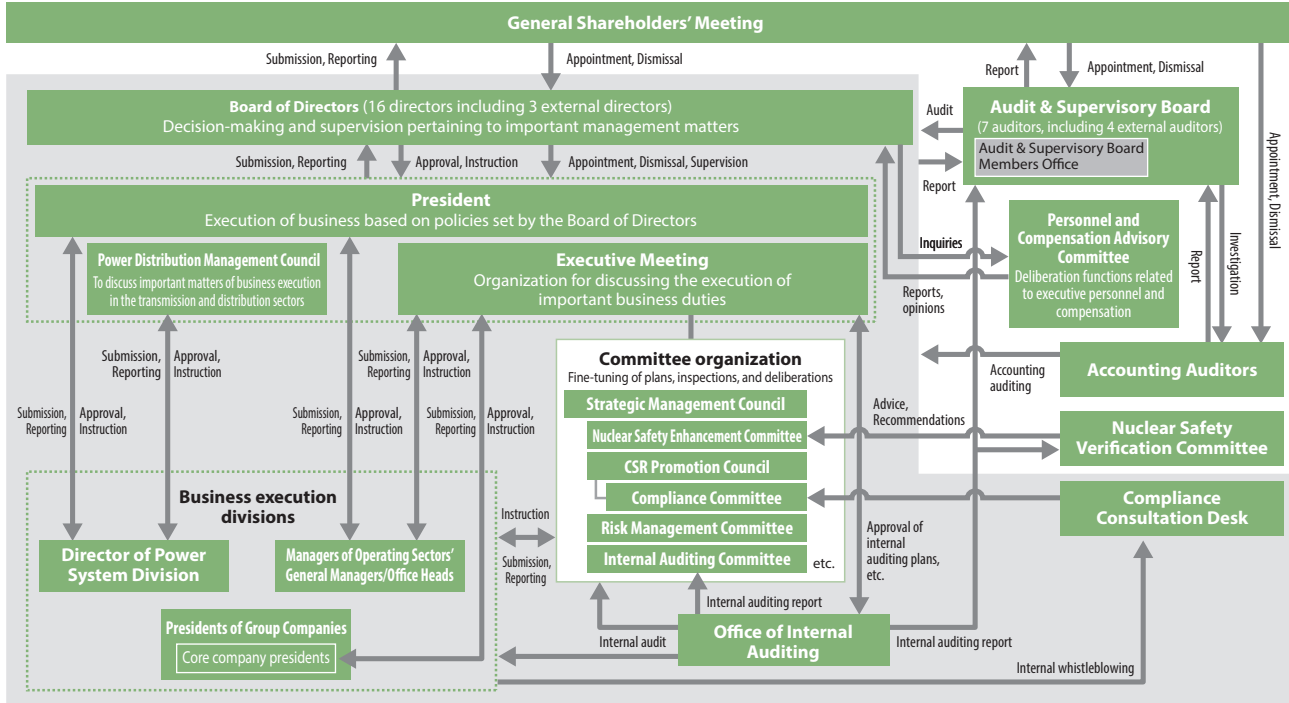 General Shareholders' Meeting
Submission, Reporting
Appointment, Dismissal
Report
Appointment, Dismissal
Appointment, Dismissal
Board of Directors (16 directors including 3 external directors)
Decision-making and supervision pertaining to important management matters
Audit
Report
Audit & Supervisory Board
(7 auditors, including 4 external auditors)
Audit & Supervisory Board
Members Office
Submission, Reporting
Approval, Instruction
Appointment, Dismissal, Supervision
President
Execution of business based on policies set by the Board of Directors
Power Distribution Management Council
To discuss important matters of business execution
in the transmission and distribution sectors
Executive Meeting
Organization for discussing the execution of
important business duties
Inquiries
Reports,
opinions
Personnel and
Compensation Advisory
Committee
Deliberation functions related
to executive personnel and
compensation
Report
Investigation
Submission,
Reporting
Approval,
Instruction
Submission,
Reporting
Approval,
Instruction
Submission,
Reporting
Approval,
Instruction
Submission,
Reporting
Approval,
Instruction
Submission,
Reporting
Approval,
Instruction
Committee organization
Fine-tuning of plans, inspections, and deliberations
Strategic Management Council
Nuclear Safety Enhancement Committee
CSR Promotion Council
Compliance Committee
Risk Management Committee
Internal Auditing Committee
etc.
Accounting
auditing
Accounting Auditors
Advice,
Recommendations
Nuclear Safety
Verification Committee
Compliance
Consultation Desk
Business execution
divisions
Director of Power
System Division
Managers of Operating Sectors'
General Managers/Office Heads
Presidents of Group Companies
Core company presidents
Instruction
Submission,
Reporting
Approval of
internal
auditing plans,
etc.
Internal auditing report
Internal audit
Office of Internal
Auditing
Internal auditing report
Internal whistleblowing